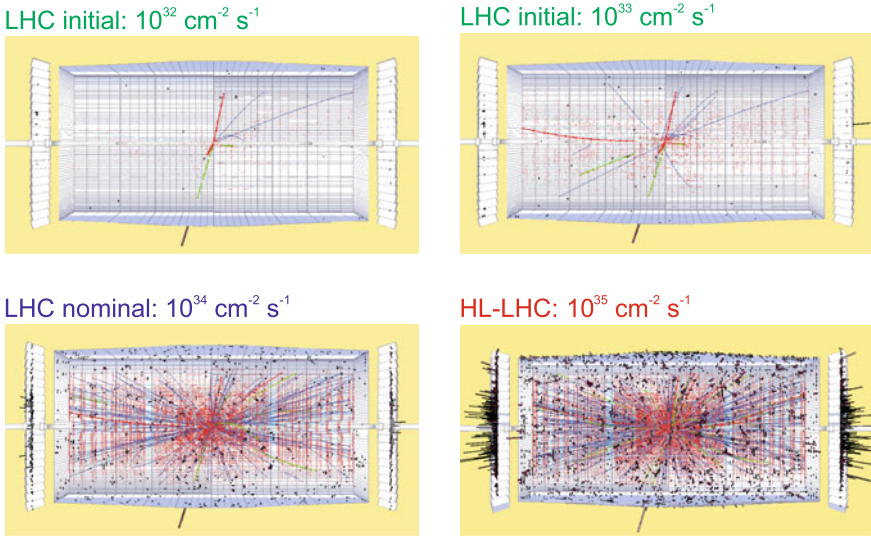 LHC initial: 10³² cm⁻² s⁻¹
LHC initial: 10³³ cm⁻² s⁻¹
LHC nominal: 10³⁴ cm⁻² s⁻¹
HL-LHC: 10³⁵ cm⁻² s⁻¹